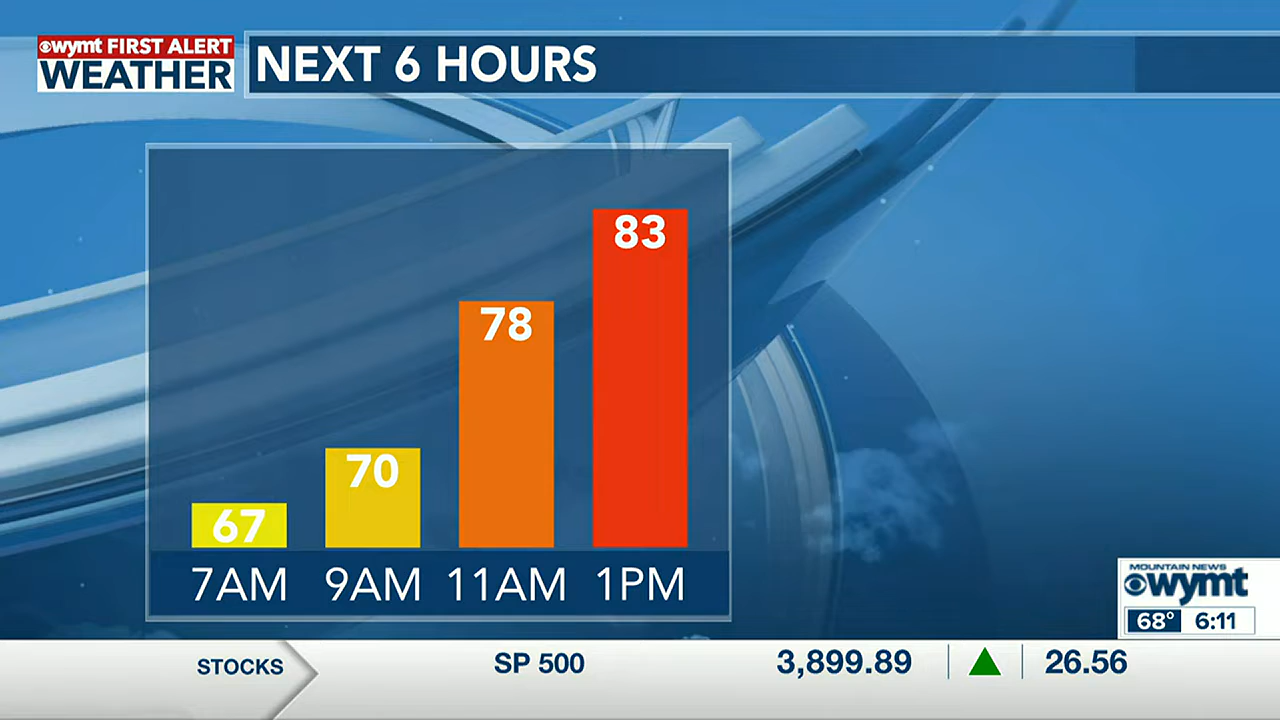 wymt FIRST ALERT
WEATHER
NEXT 6 HOURS
83
78
70
67
7AM 9AM 11AM 1PM
MOUNTAIN NEWS
wymt
68° 6:11
STOCKS SP 500 3,899.89 26.56